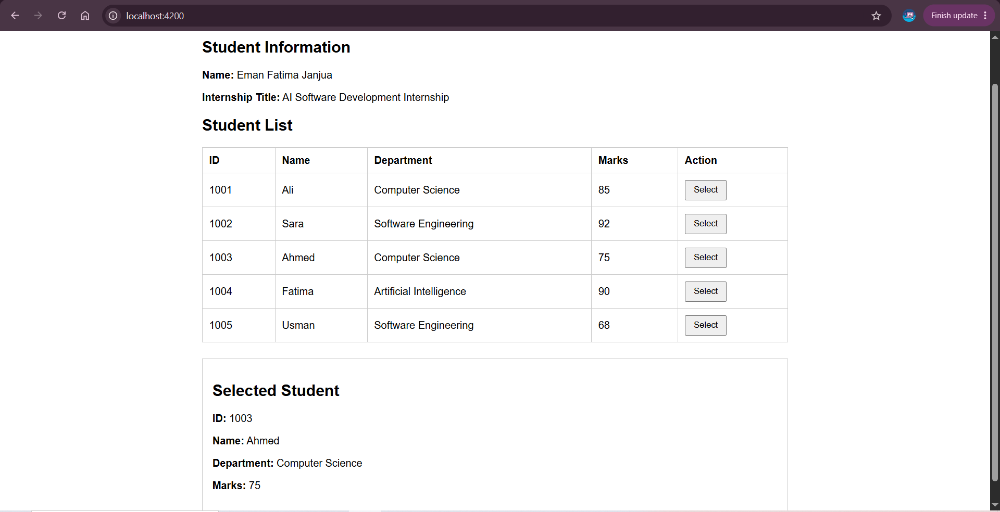 localhost:4200
Finish update
Student Information
Name: Eman Fatima Janjua
Internship Title: AI Software Development Internship
Student List
ID Name Department Marks Action
1001 Ali Computer Science 85 Select
1002 Sara Software Engineering 92 Select
1003 Ahmed Computer Science 75 Select
1004 Fatima Artificial Intelligence 90 Select
1005 Usman Software Engineering 68 Select
Selected Student
ID: 1003
Name: Ahmed
Department: Computer Science
Marks: 75